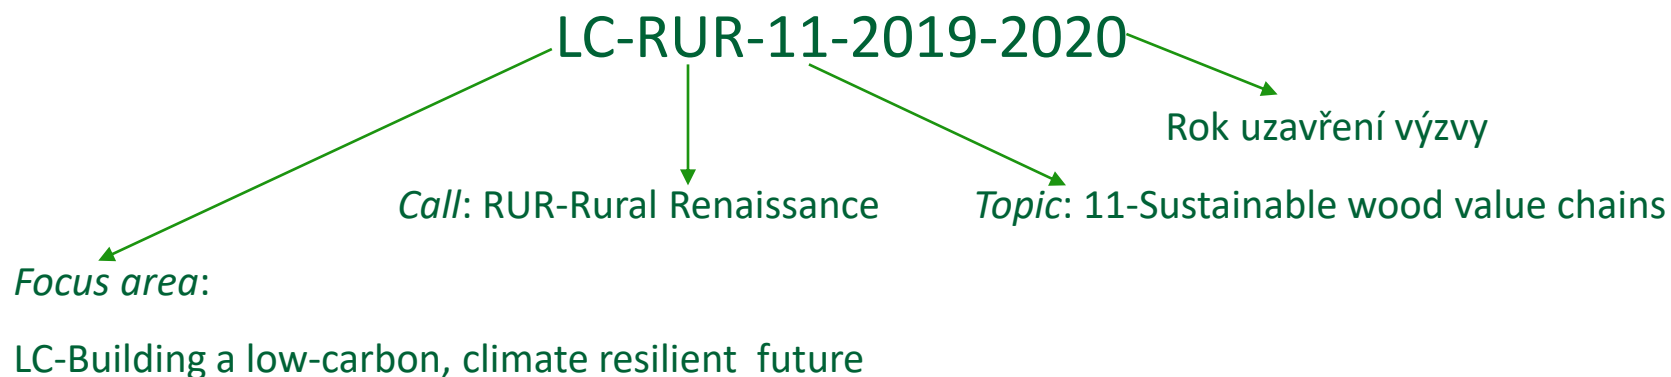 LC-RUR-11-2019-2020
Rok uzavření výzvy
Call: RUR-Rural Renaissance
Topic: 11-Sustainable wood value chains
Focus area:
LC-Building a low-carbon, climate resilient  future